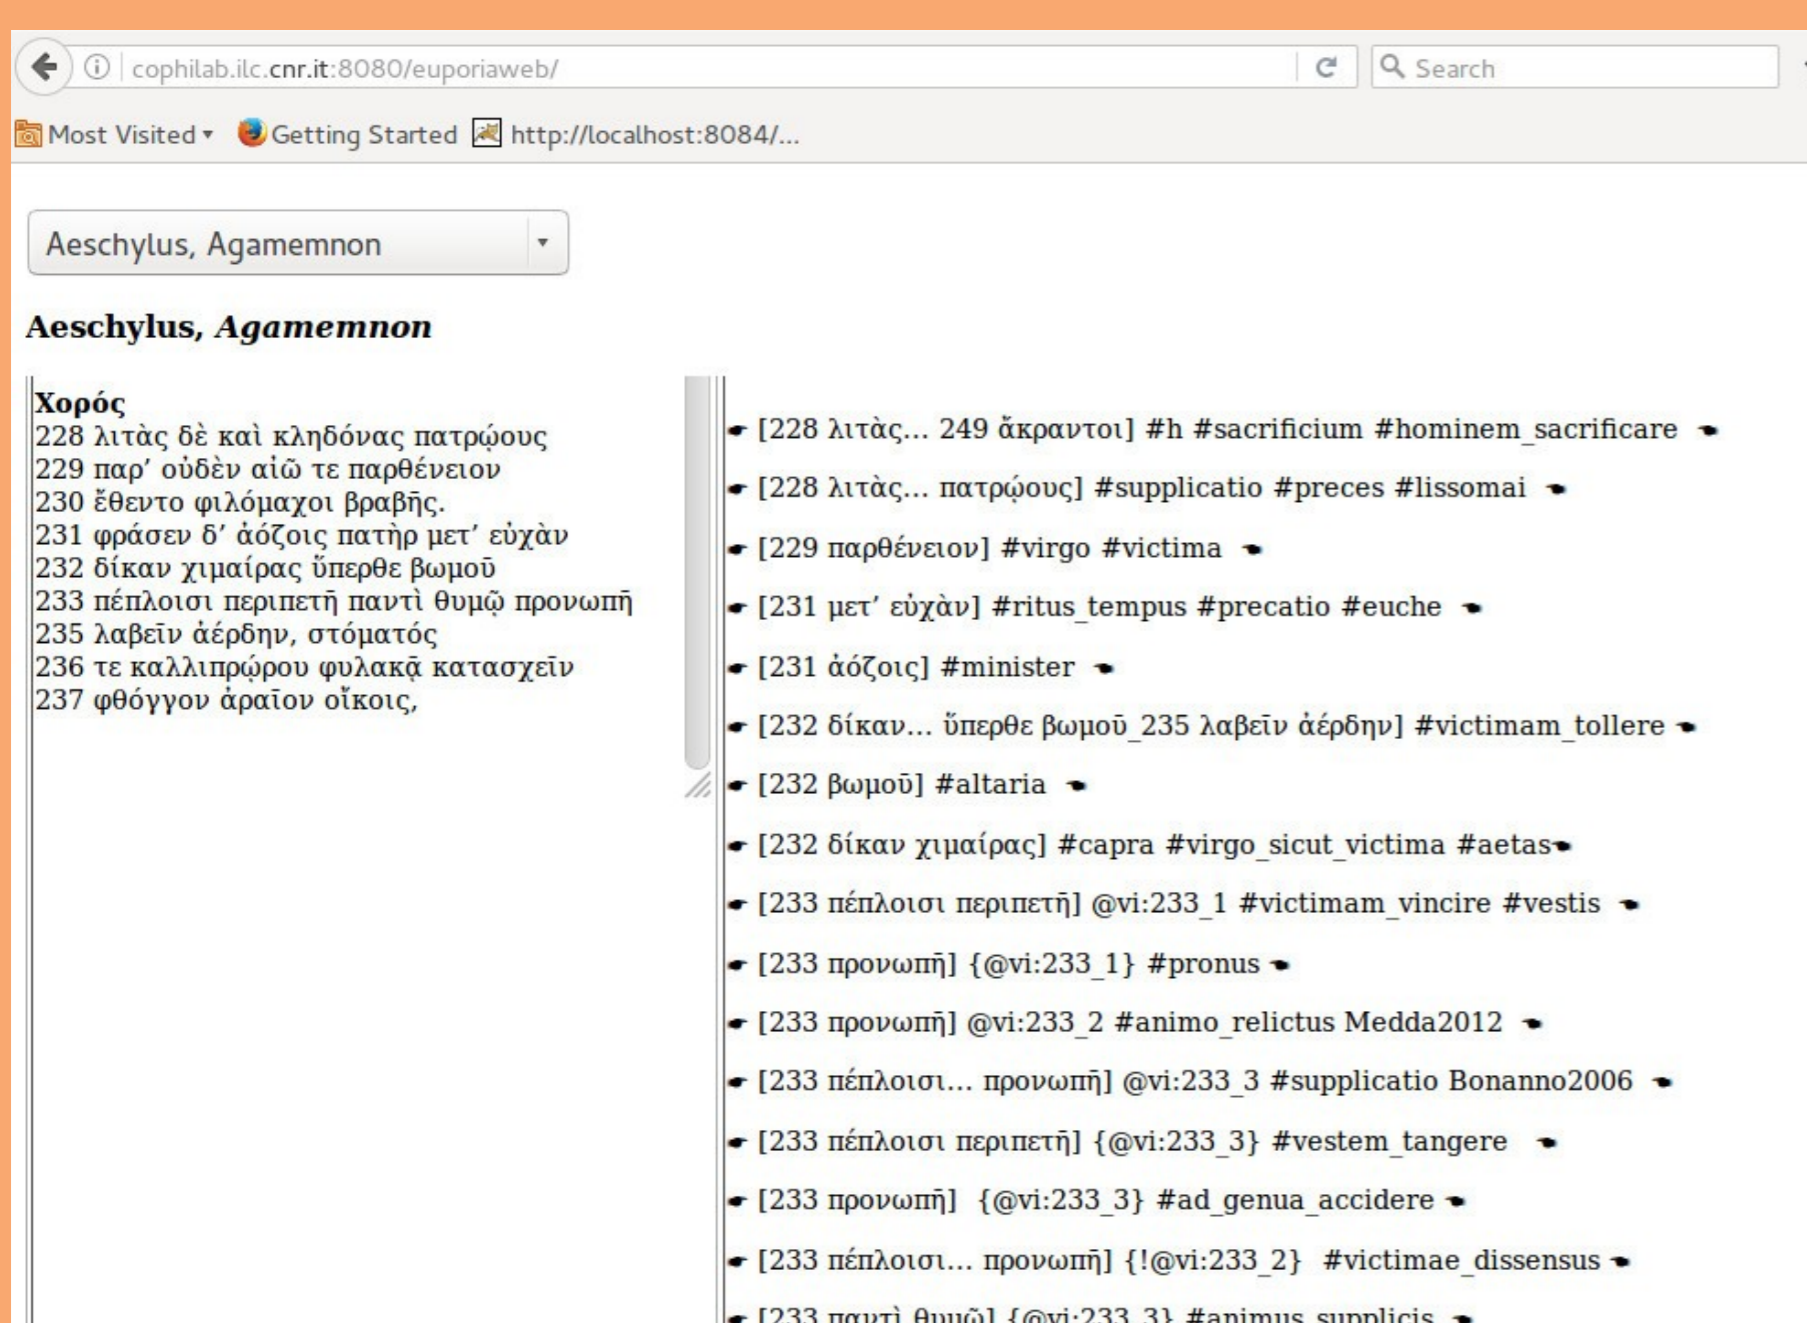 cophilab.ilc.cnr.it:8080/euporiaweb/
Search
Most Visited Getting Started http://localhost:8084/...
Aeschylus, Agamemnon
Aeschylus, Agamemnon
Χορός
228 λιτὰς δὲ καὶ κληδόνας πατρῴους
229 παρ’ οὐδὲν αἰῶ τε παρθένειον
230 ἔθεντο φιλόμαχοι βραβῆς.
231 φράσεν δ’ ἀόζοις πατὴρ μετ’ εὐχὰν
232 δίκαν χιμαίρας ὕπερθε βωμοῦ
233 πέπλοισι περιπετῆ παντὶ θυμῷ προνωπῆ
235 λαβεῖν ἀέρδην, στόματός
236 τε καλλιπρῴρου φυλακᾷ κατασχεῖν
237 φθόγγον ἀραῖον οἴκοις,
[228 λιτὰς... 249 ἄκραντοι] #h #sacrificium #hominem_sacrificare
[228 λιτὰς... πατρῴους] #supplicatio #preces #lissomai
[229 παρθένειον] #virgo #victima
[231 μετ’ εὐχὰν] #ritus_tempus #precatio #euche
[231 ἀόζοις] #minister
[232 δίκαν... ὕπερθε βωμοῦ_235 λαβεῖν ἀέρδην] #victimam_tollere
[232 βωμοῦ] #altaria
[232 δίκαν χιμαίρας] #capra #virgo_sicut_victima #aetas
[233 πέπλοισι περιπετῆ] @vi:233_1 #victimam_vincire #vestis
[233 προνωπῆ] {@vi:233_1} #pronus
[233 προνωπῆ] @vi:233_2 #animo_relictus Medda2012
[233 πέπλοισι... προνωπῆ] @vi:233_3 #supplicatio Bonanno2006
[233 πέπλοισι περιπετῆ] {@vi:233_3} #vestem_tangere
[233 προνωπῆ] {@vi:233_3} #ad_genua_accidere
[233 πέπλοισι... προνωπῆ] {!@vi:233_2} #victimae_dissensus
[233 παντὶ θυμῷ] {@vi:233_3} #animus_supplicis